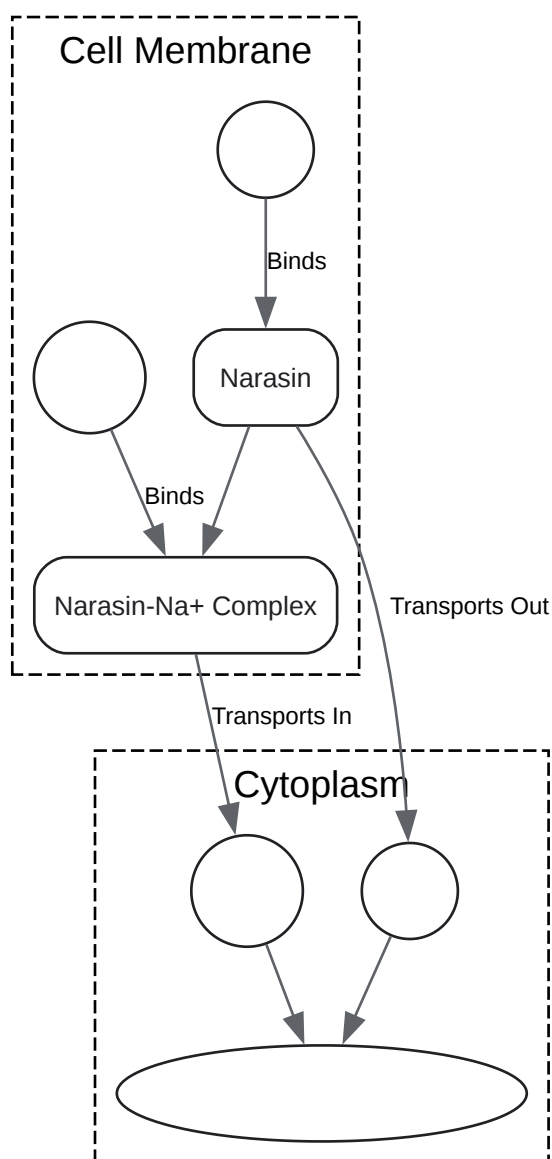 Cell Membrane
Binds
Narasin
Binds
Narasin-Na+ Complex
Transports Out
Transports In
Cytoplasm